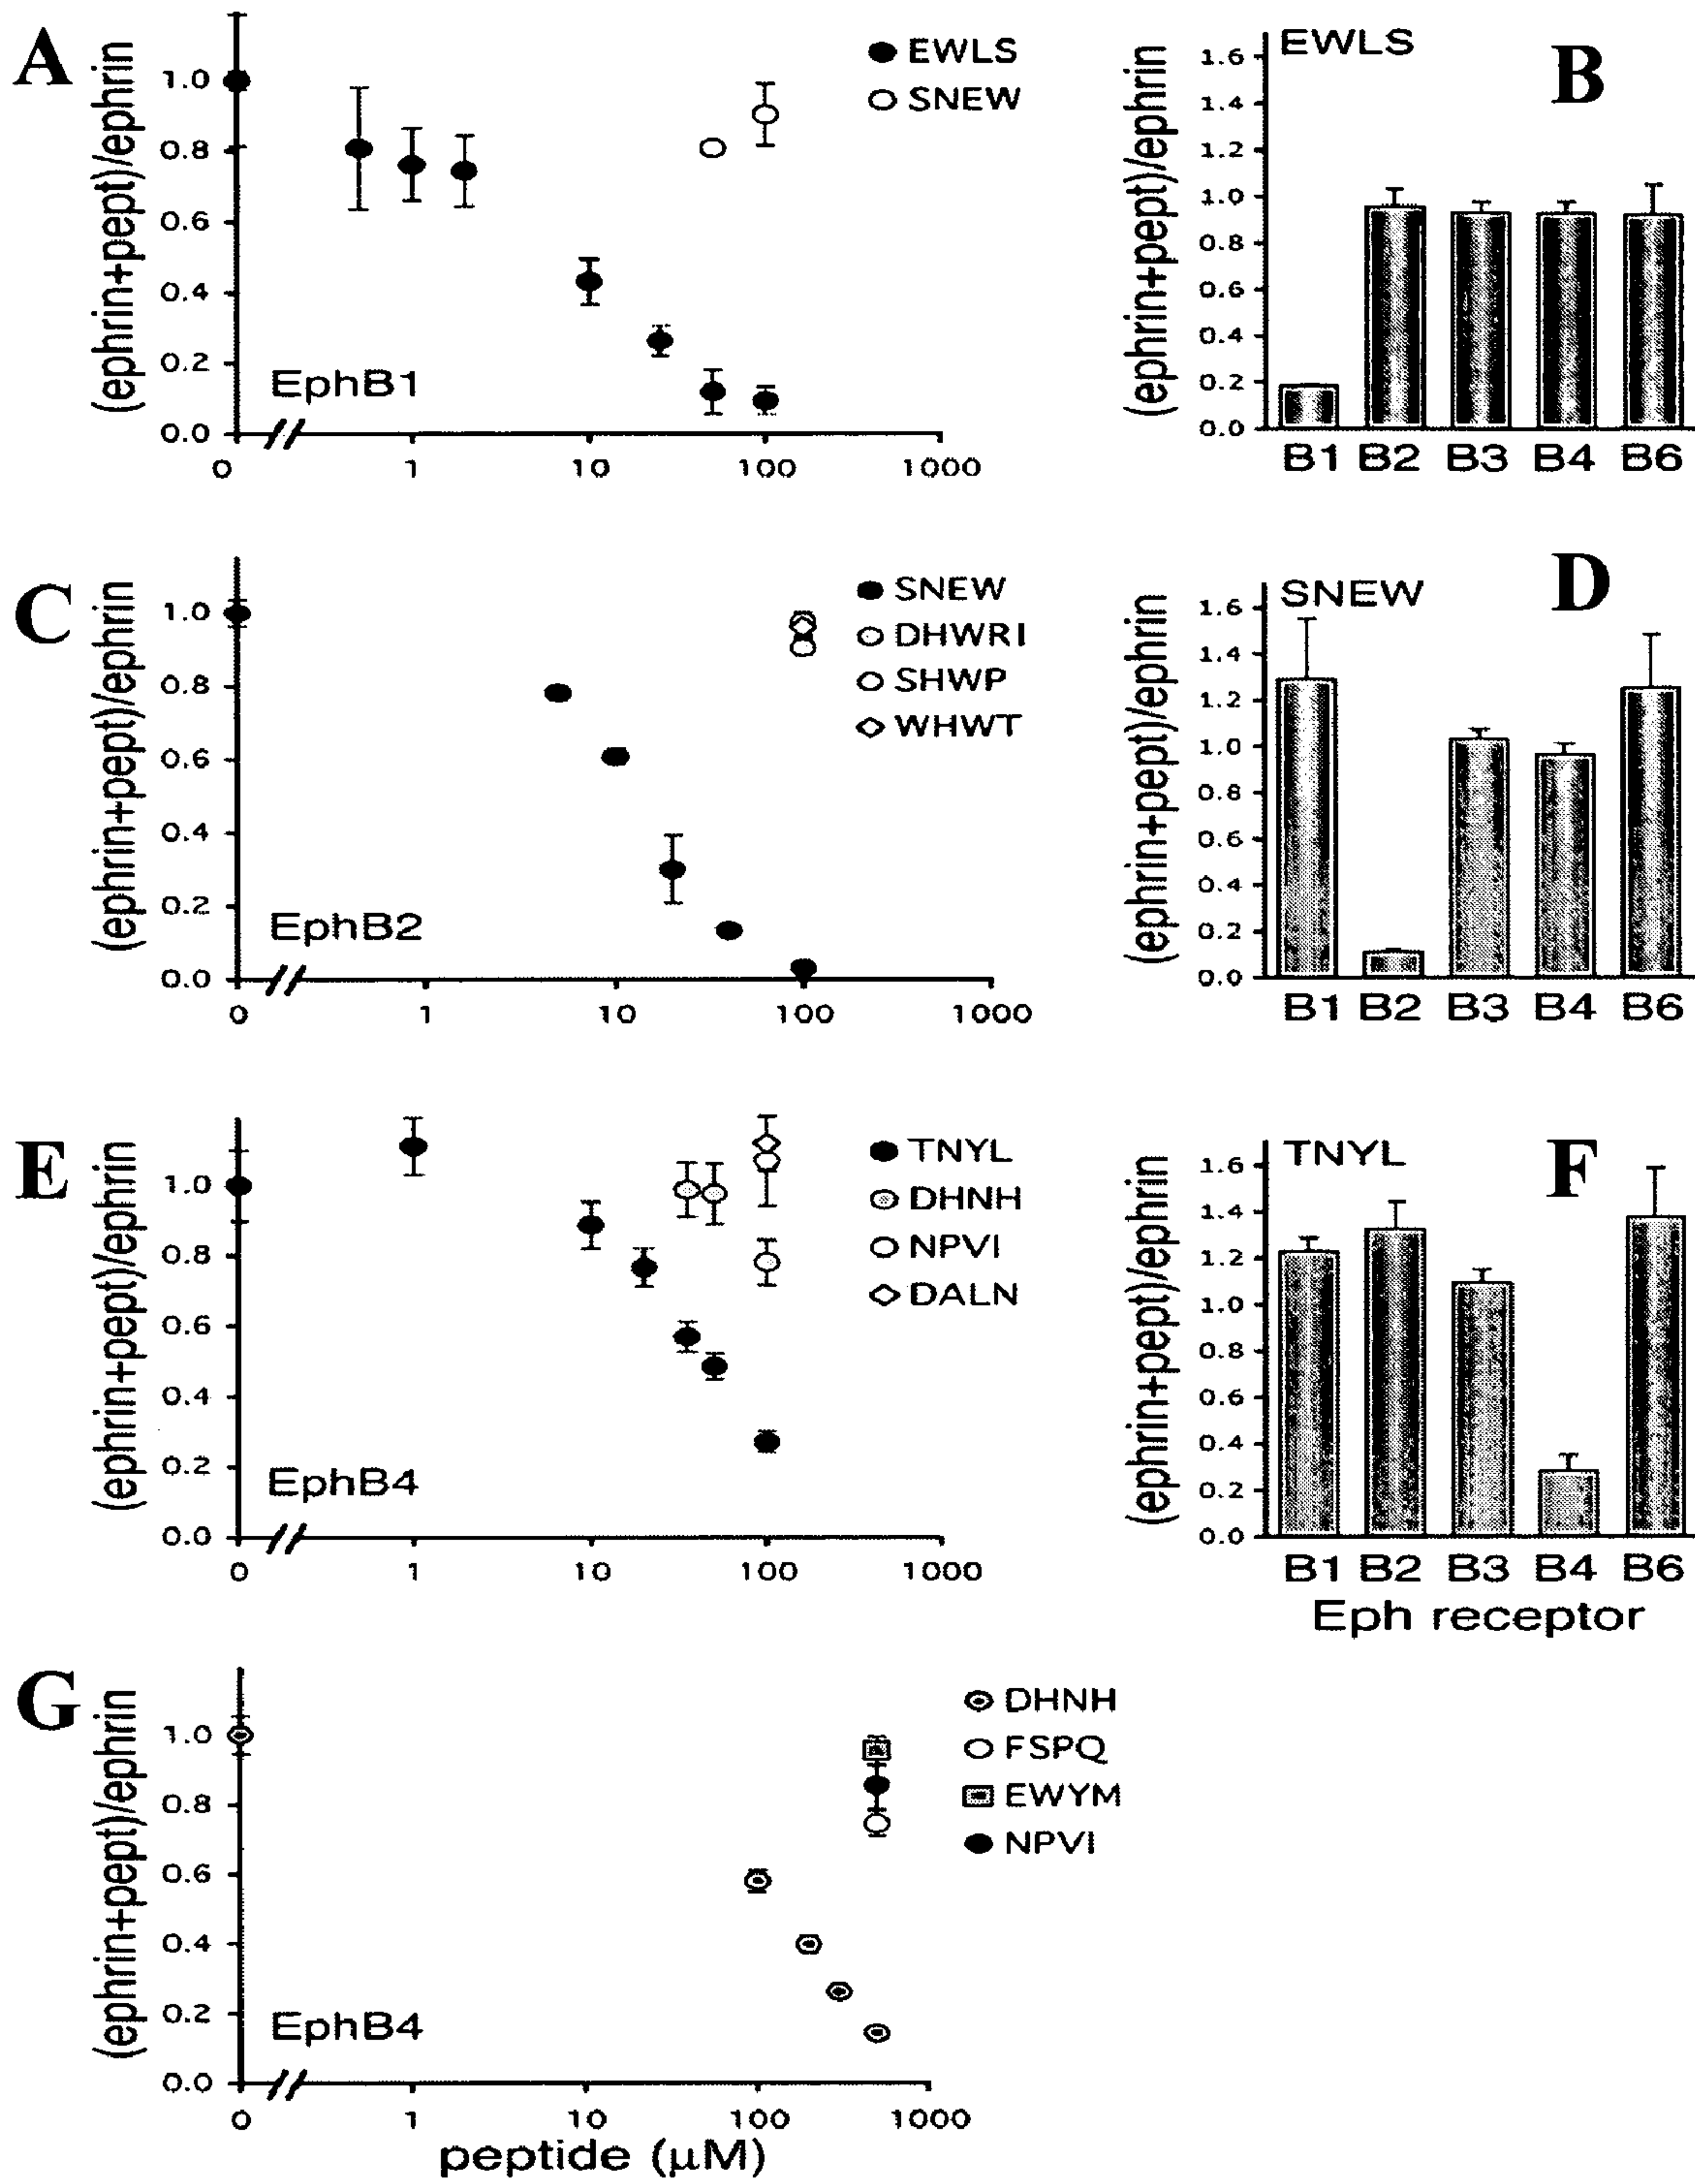 A
(ephrin+pept)/ephrin
1.0
0.8
0.6
0.4
0.2
0.0
EphB1
0 1 10 100 1000
EWLS
SNEW
B
(ephrin+pept)/ephrin
EWLS
1.6
1.4
1.2
1.0
0.8
0.6
0.4
0.2
0.0
B1 B2 B3 B4 B6
C
(ephrin+pept)/ephrin
1.0
0.8
0.6
0.4
0.2
0.0
EphB2
0 1 10 100 1000
SNEW
DHWRI
SHWP
WHWT
D
(ephrin+pept)/ephrin
SNEW
1.6
1.4
1.2
1.0
0.8
0.6
0.4
0.2
0.0
B1 B2 B3 B4 B6
E
(ephrin+pept)/ephrin
1.0
0.8
0.6
0.4
0.2
0.0
EphB4
0 1 10 100 1000
TNYL
DHNH
NPVI
DALN
F
(ephrin+pept)/ephrin
TNYL
1.6
1.4
1.2
1.0
0.8
0.6
0.4
0.2
0.0
B1 B2 B3 B4 B6
Eph receptor
G
(ephrin+pept)/ephrin
1.0
0.8
0.6
0.4
0.2
0.0
EphB4
0 1 10 100 1000
peptide (μM)
DHNH
FSPQ
EWYM
NPVI